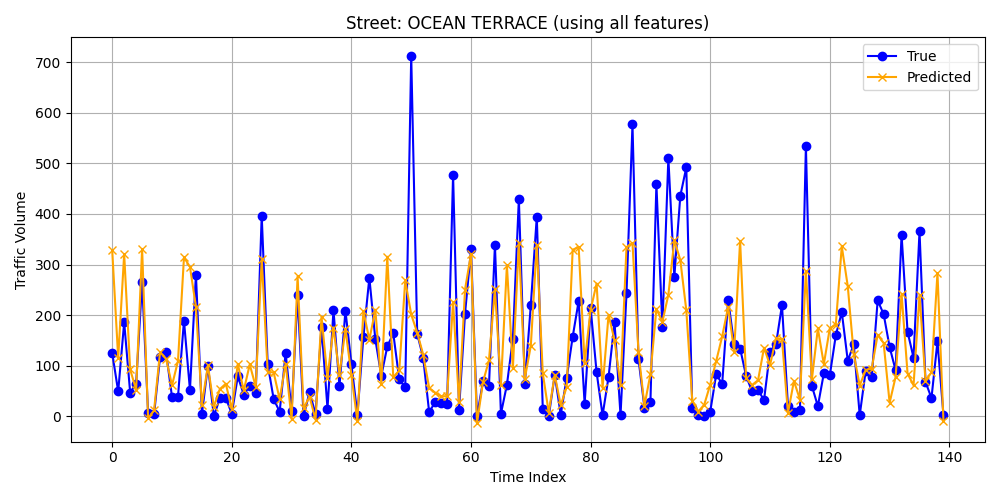 Street: OCEAN TERRACE (using all features)
True
Predicted
Traffic Volume
700
600
500
400
300
200
100
0
0 20 40 60 80 100 120 140
Time Index